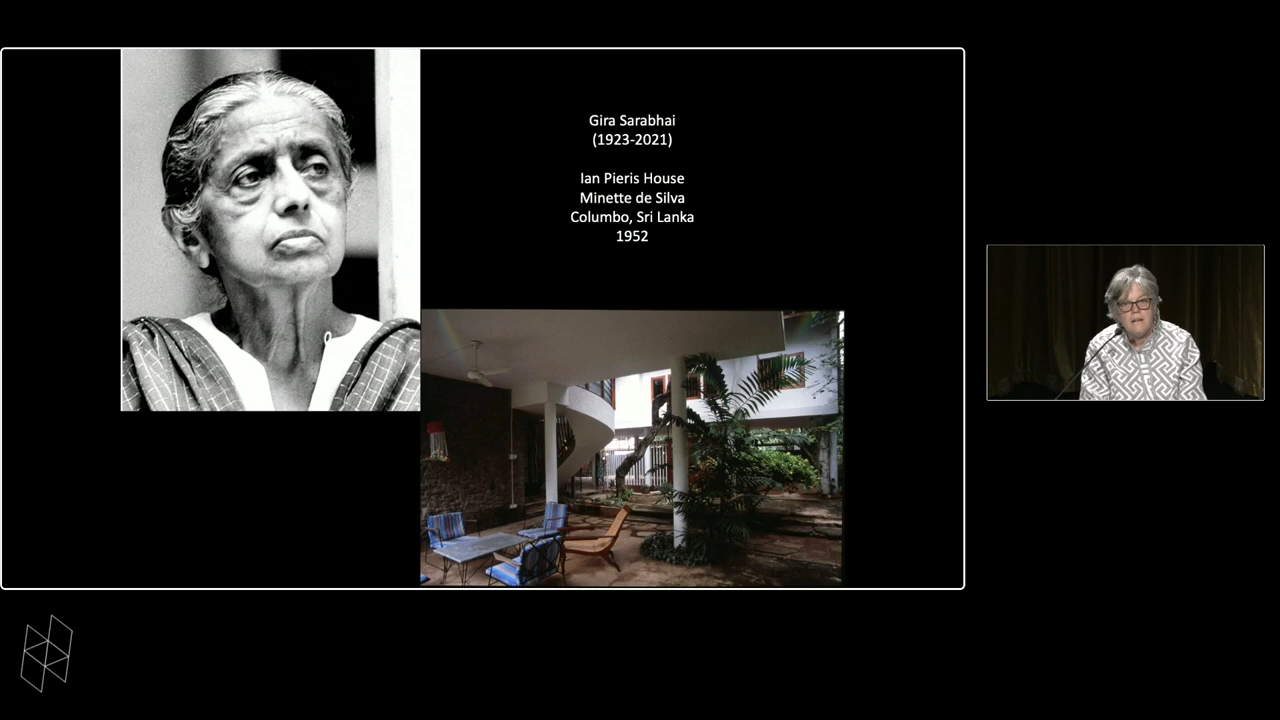 Gira Sarabhai
(1923-2021)
Ian Pieris House
Minette de Silva
Columbo, Sri Lanka
1952